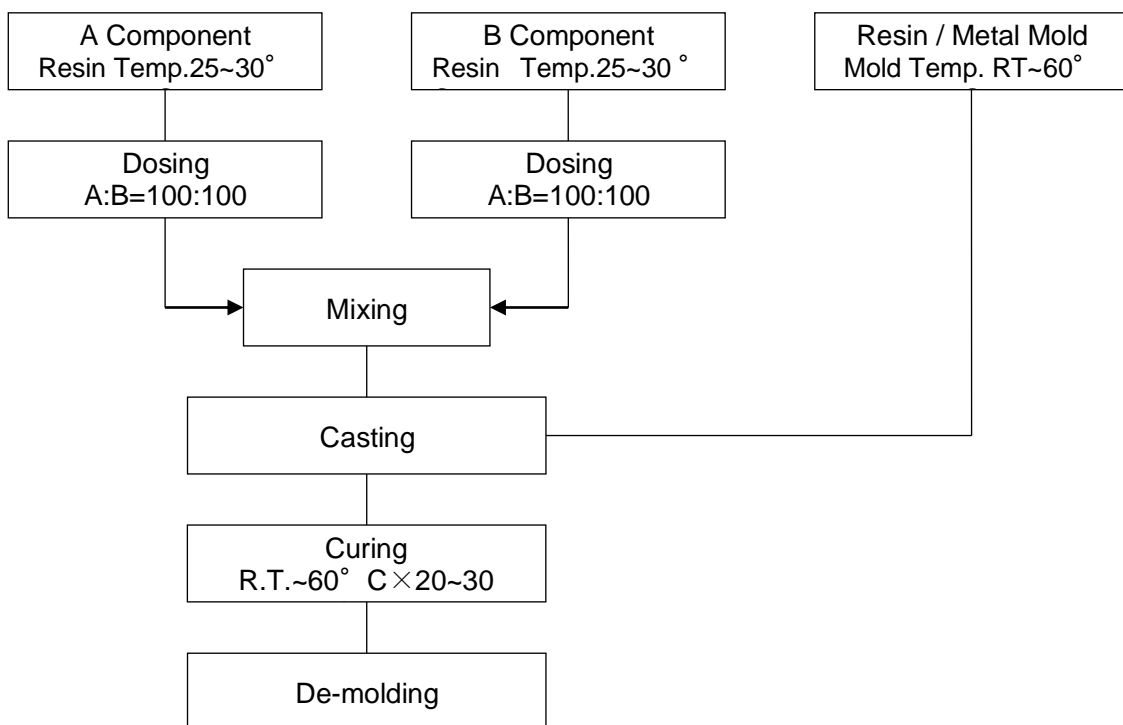 A Component
Resin Temp.25~30°
B Component
Resin Temp.25~30 °
Resin / Metal Mold
Mold Temp. RT~60°
Dosing
A:B=100:100
Dosing
A:B=100:100
Mixing
Casting
Curing
R.T.~60° C×20~30
De-molding